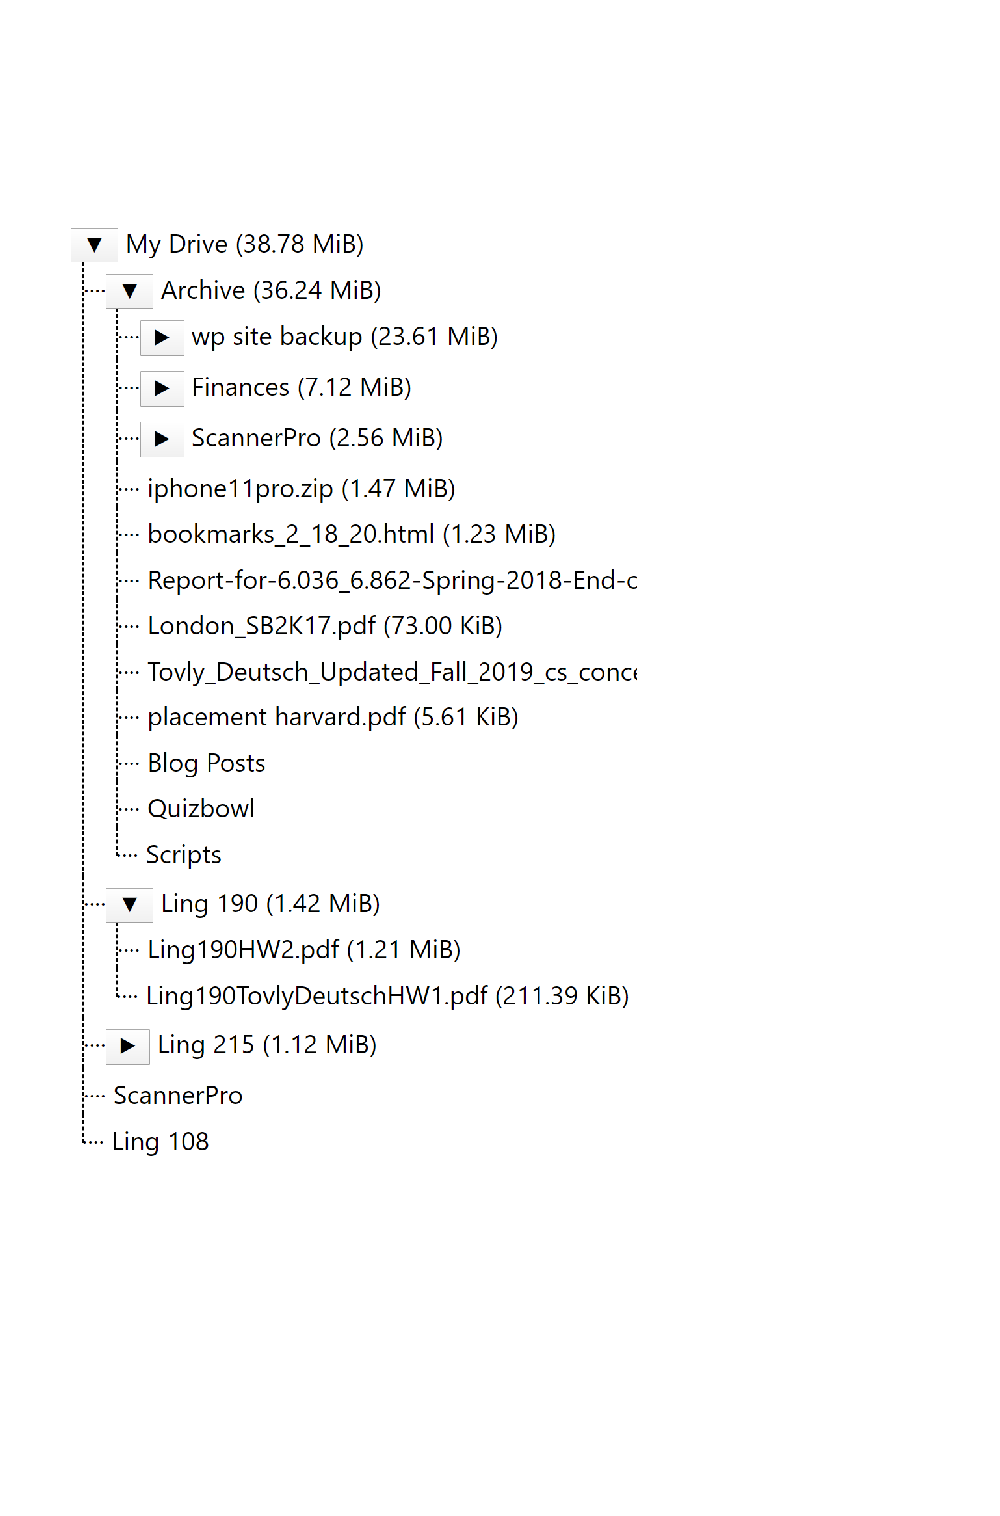 My Drive (38.78 MiB)
Archive (36.24 MiB)
wp site backup (23.61 MiB)
Finances (7.12 MiB)
ScannerPro (2.56 MiB)
iphone11pro.zip (1.47 MiB)
bookmarks_2_18_20.html (1.23 MiB)
Report-for-6.036_6.862-Spring-2018-End-
London_SB2K17.pdf (73.00 KiB)
Tovly_Deutsch_Updated_Fall_2019_cs_conc
placement harvard.pdf (5.61 KiB)
Blog Posts
Quizbowl
Scripts
Ling 190 (1.42 MiB)
Ling190HW2.pdf (1.21 MiB)
Ling190TovlyDeutschHW1.pdf (211.39 KiB)
Ling 215 (1.12 MiB)
ScannerPro
Ling 108